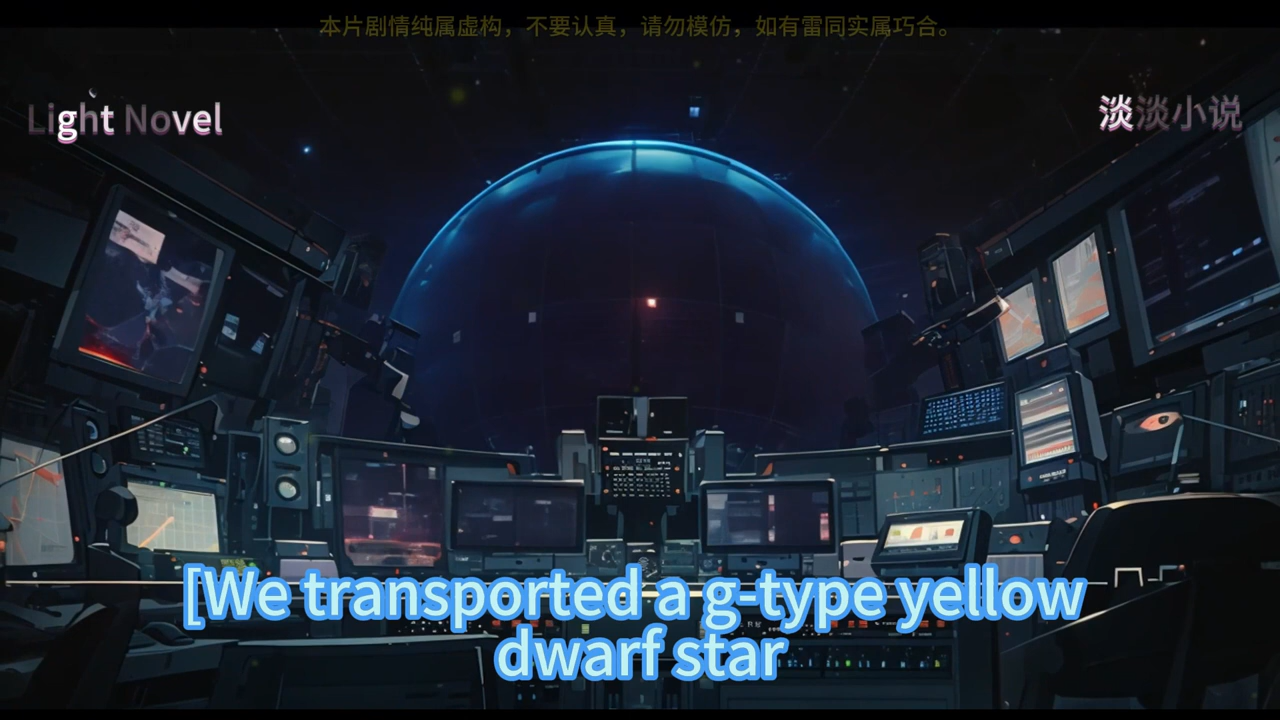 本片剧情纯属虚构，不要认真，请勿模仿，如有雷同实属巧合。
Light Novel
淡淡小说
[We transported a g-type yellow
dwarf star